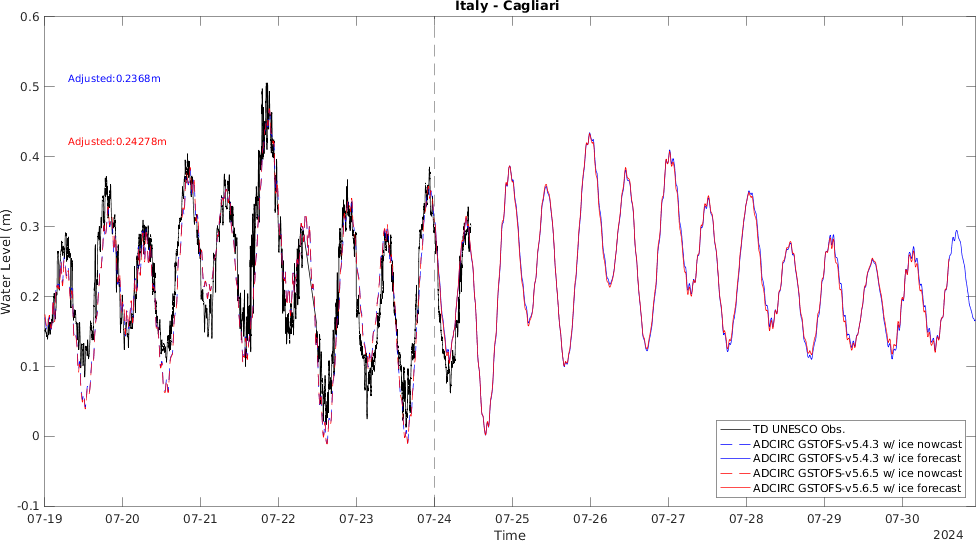 Italy - Cagliari
0.6
0.5
0.4
0.3
0.2
0.1
0
-0.1
Water Level (m)
Adjusted:0.2368m
Adjusted:0.24278m
TD UNESCO Obs.
ADCIRC GSTOFS-v5.4.3 w/ ice nowcast
ADCIRC GSTOFS-v5.4.3 w/ ice forecast
ADCIRC GSTOFS-v5.6.5 w/ ice nowcast
ADCIRC GSTOFS-v5.6.5 w/ ice forecast
07-19 07-20 07-21 07-22 07-23 07-24 07-25 07-26 07-27 07-28 07-29 07-30
Time
2024